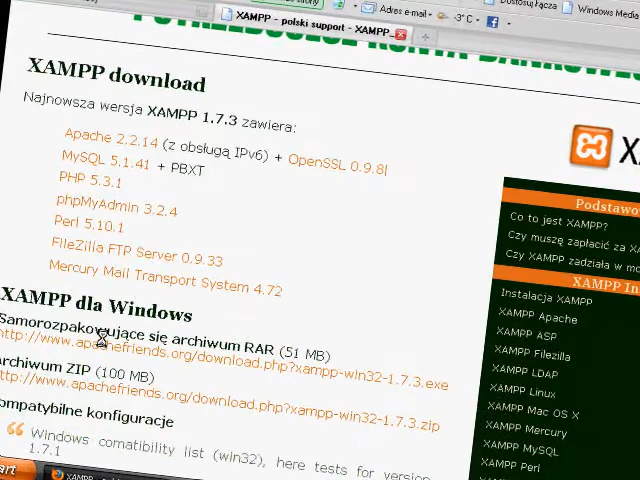 Dostosuj łącza
Windows Media
Adres e-mail
-3°C
XAMPP - polski support - XAMPP_
XAMPP download
Najnowsza wersja XAMPP 1.7.3 zawiera:
Apache 2.2.14 (z obsługą IPv6) + OpenSSL 0.9.8l
MySQL 5.1.41 + PBXT
PHP 5.3.1
phpMyAdmin 3.2.4
Perl 5.10.1
FileZilla FTP Server 0.9.33
Mercury Mail Transport System 4.72
XAMPP dla Windows
Samorozpakowujące się archiwum RAR (51 MB)
http://www.apachefriends.org/download.php?xampp-win32-1.7.3.exe
Archiwum ZIP (100 MB)
http://www.apachefriends.org/download.php?xampp-win32-1.7.3.zip
ompatybilne konfiguracje
Windows comatibility list (win32), here tests for version
1.7.1
XA
Podstawo
Co to jest XAMPP?
Czy muszę zapłacić za XA
Czy XAMPP zadziała w mo
XAMPP In
Instalacja XAMPP
XAMPP Apache
XAMPP ASP
XAMPP Filezilla
XAMPP LDAP
XAMPP Linux
XAMPP Mac OS X
XAMPP Mercury
XAMPP MySQL
XAMPP Perl
art
XAMPP